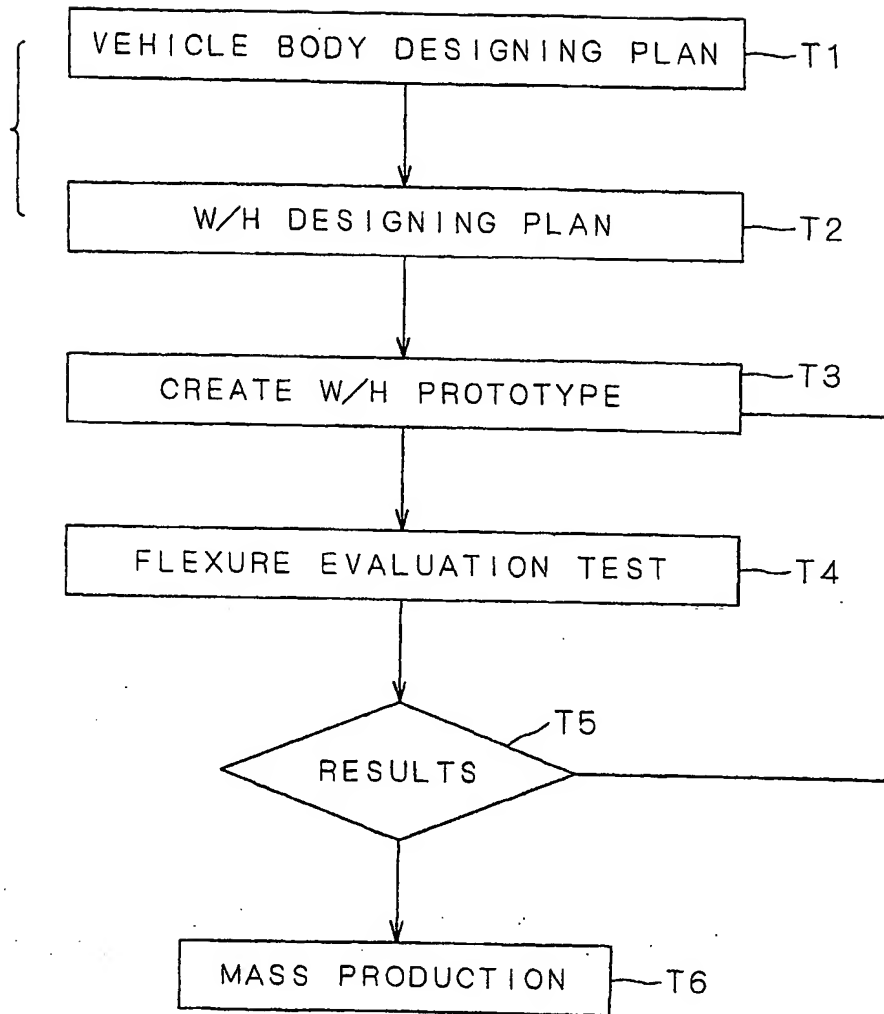 VEHICLE BODY DESIGNING PLAN T1
W/H DESIGNING PLAN T2
CREATE W/H PROTOTYPE T3
FLEXURE EVALUATION TEST T4
RESULTS T5
MASS PRODUCTION T6